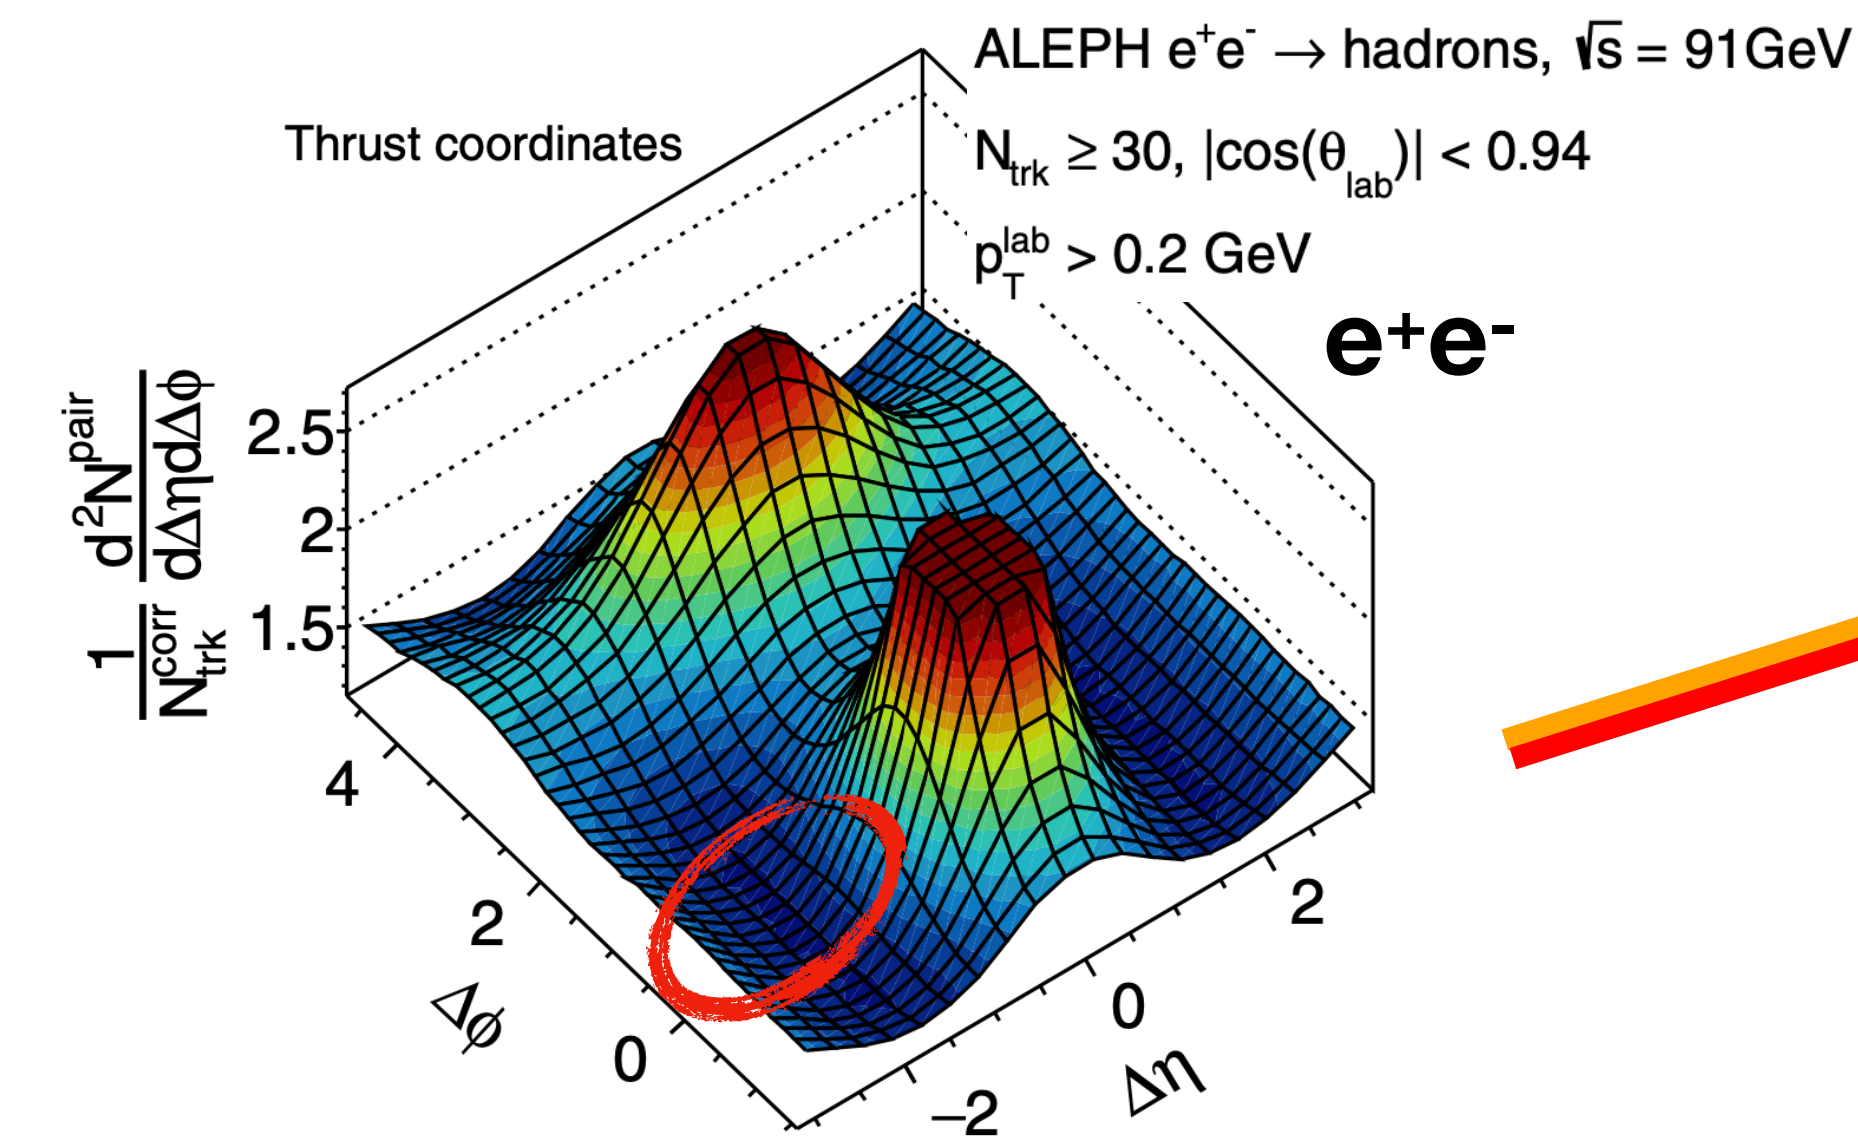 ALEPH e⁺e⁻ → hadrons, √s = 91GeV
Thrust coordinates
N_trk ≥ 30, |cos(θ_lab)| < 0.94
p_T^lab > 0.2 GeV
e⁺e⁻
1/N_trk^corr d²N^pair/dΔηdΔφ
2.5
2
1.5
4
2
0
Δφ
−2
0
2
Δη